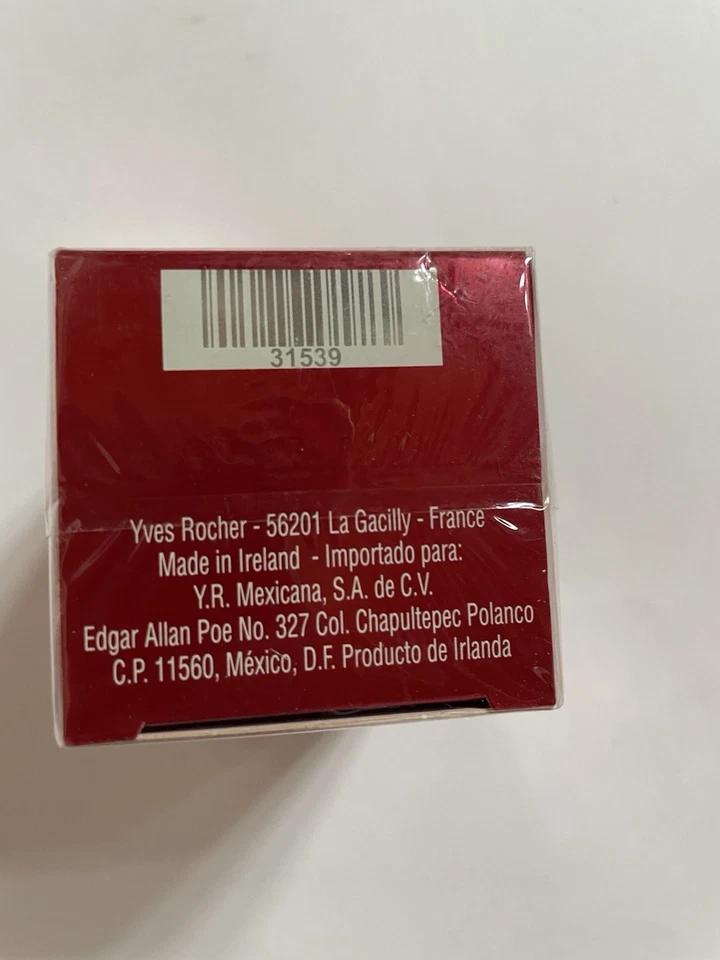 31539
Yves Rocher - 56201 La Gacilly - France
Made in Ireland - Importado para:
Y.R. Mexicana, S.A. de C.V.
Edgar Allan Poe No. 327 Col. Chapultepec Polanco
C.P. 11560, México, D.F. Producto de Irlanda